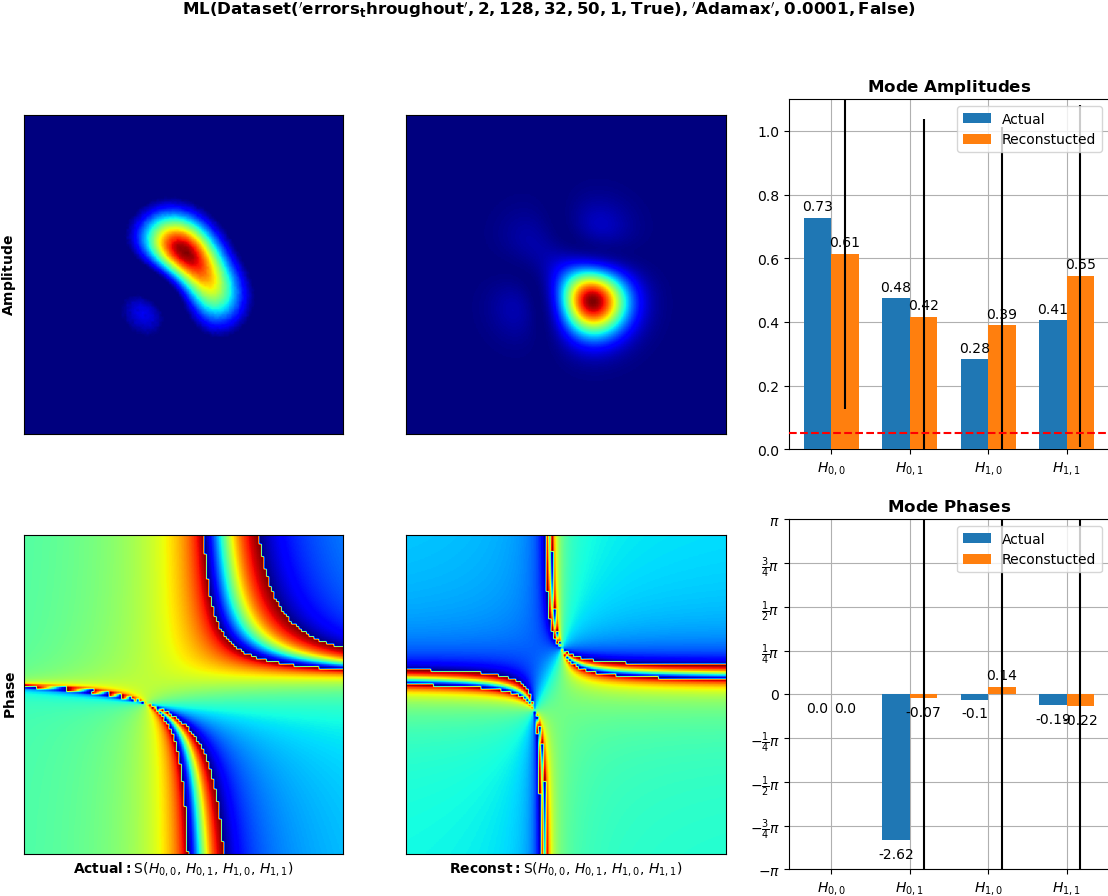 ML(Dataset('errors_throughout', 2, 128, 32, 50, 1, True), 'Adamax', 0.0001, False)
Mode Amplitudes
Actual
Reconstucted
1.0
0.8
0.6
0.4
0.2
0.0
0.73
0.61
0.48
0.42
0.28
0.39
0.41
0.55
H0,0
H0,1
H1,0
H1,1
Amplitude
Mode Phases
Actual
Reconstucted
π
3/4π
1/2π
1/4π
0
−1/4π
−1/2π
−3/4π
−π
0.0
0.0
-2.62
-0.07
-0.1
0.14
-0.19
-0.22
H0,0
H0,1
H1,0
H1,1
Phase
Actual: S(H0,0, H0,1, H1,0, H1,1)
Reconst: S(H0,0, H0,1, H1,0, H1,1)